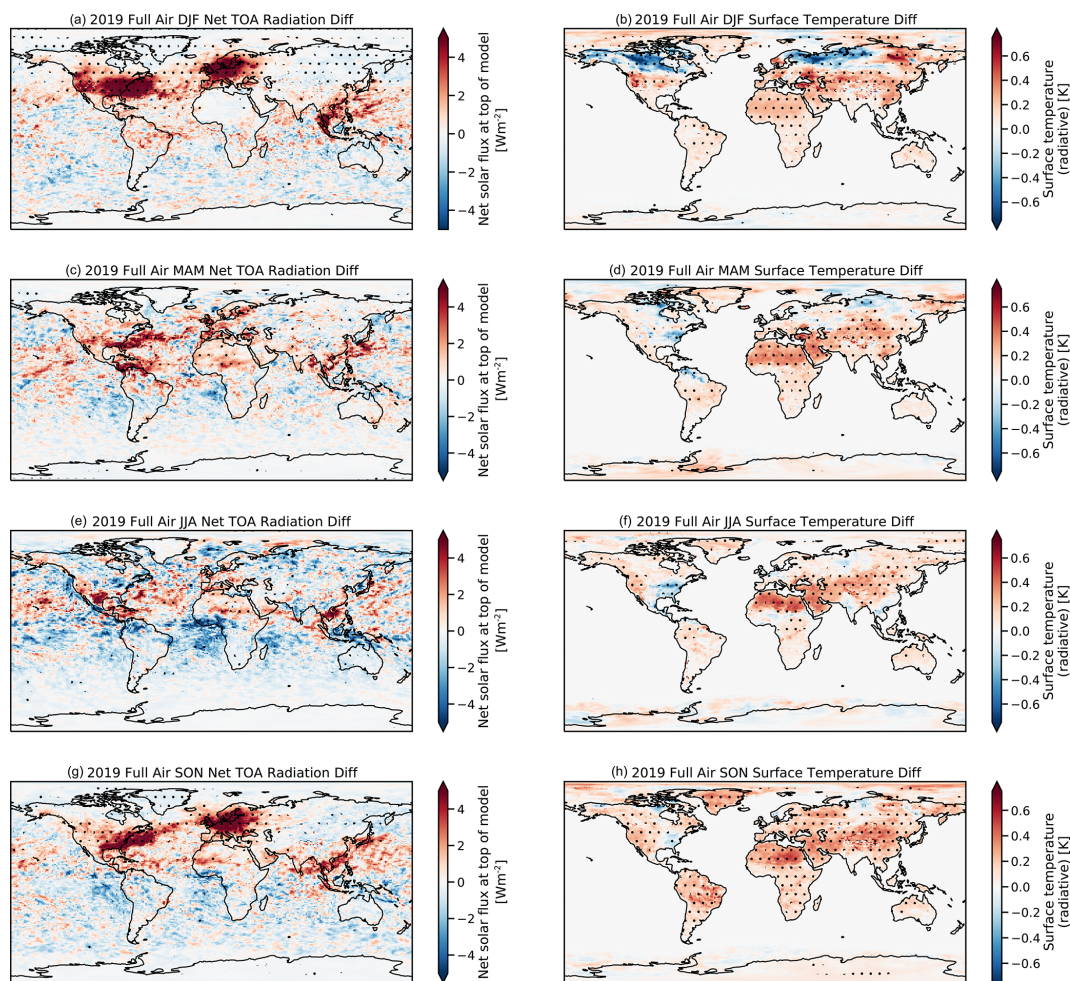 (a) 2019 Full Air DJF Net TOA Radiation Diff
4
2
0
−2
−4
Net solar flux at top of model
[Wm⁻²]
(b) 2019 Full Air DJF Surface Temperature Diff
0.6
0.4
0.2
0.0
−0.2
−0.4
−0.6
Surface temperature
(radiative) [K]
(c) 2019 Full Air MAM Net TOA Radiation Diff
4
2
0
−2
−4
Net solar flux at top of model
[Wm⁻²]
(d) 2019 Full Air MAM Surface Temperature Diff
0.6
0.4
0.2
0.0
−0.2
−0.4
−0.6
Surface temperature
(radiative) [K]
(e) 2019 Full Air JJA Net TOA Radiation Diff
4
2
0
−2
−4
Net solar flux at top of model
[Wm⁻²]
(f) 2019 Full Air JJA Surface Temperature Diff
0.6
0.4
0.2
0.0
−0.2
−0.4
−0.6
Surface temperature
(radiative) [K]
(g) 2019 Full Air SON Net TOA Radiation Diff
4
2
0
−2
−4
Net solar flux at top of model
[Wm⁻²]
(h) 2019 Full Air SON Surface Temperature Diff
0.6
0.4
0.2
0.0
−0.2
−0.4
−0.6
Surface temperature
(radiative) [K]